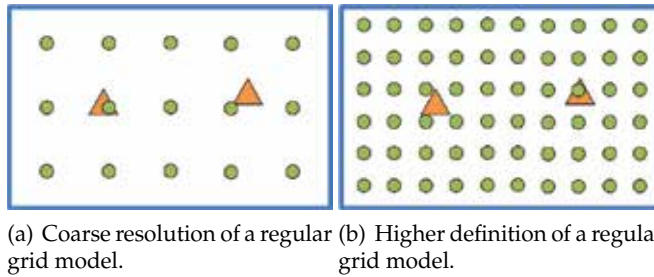 (a) Coarse resolution of a regular
grid model.
(b) Higher definition of a regula
grid model.